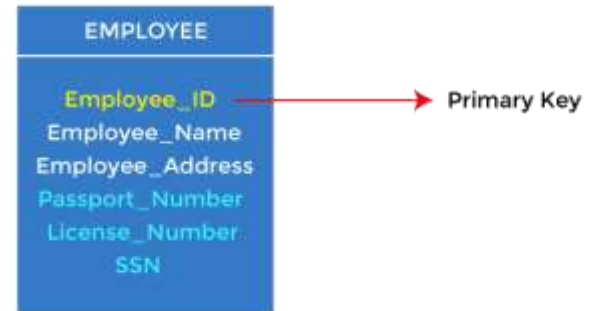 EMPLOYEE
Employee_ID
Primary Key
Employee_Name
Employee_Address
Passport_Number
License_Number
SSN